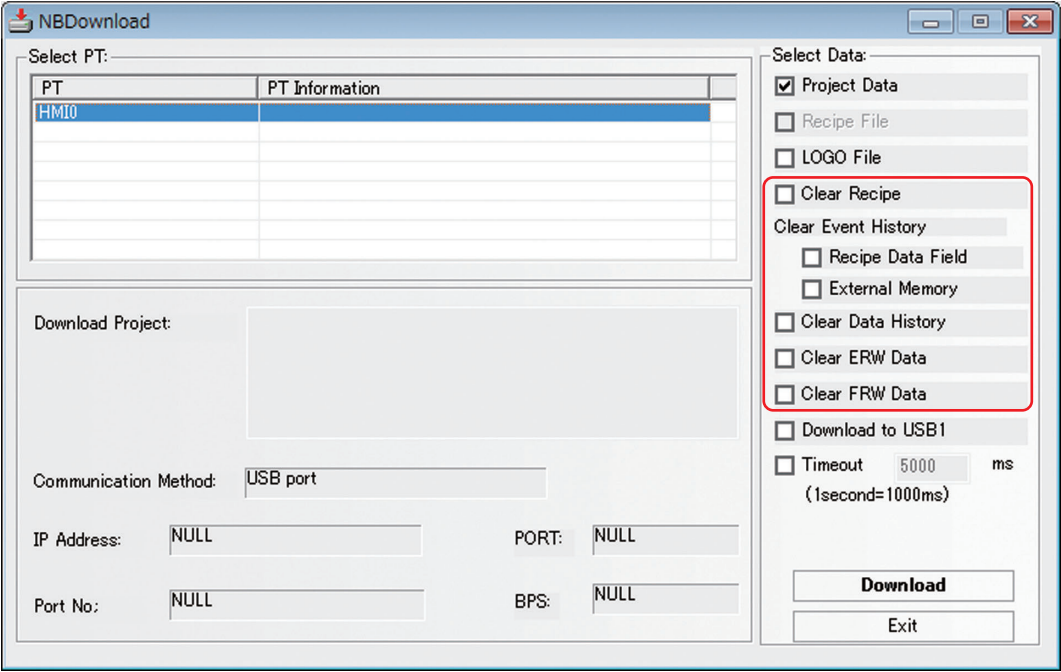 NBDownload
Select PT:
PT PT Information
HMI0
Download Project:
Communication Method: USB port
IP Address: NULL PORT: NULL
Port No; NULL BPS: NULL
Select Data:
Project Data
Recipe File
LOGO File
Clear Recipe
Clear Event History
Recipe Data Field
External Memory
Clear Data History
Clear ERW Data
Clear FRW Data
Download to USB1
Timeout 5000 ms
(1second=1000ms)
Download
Exit